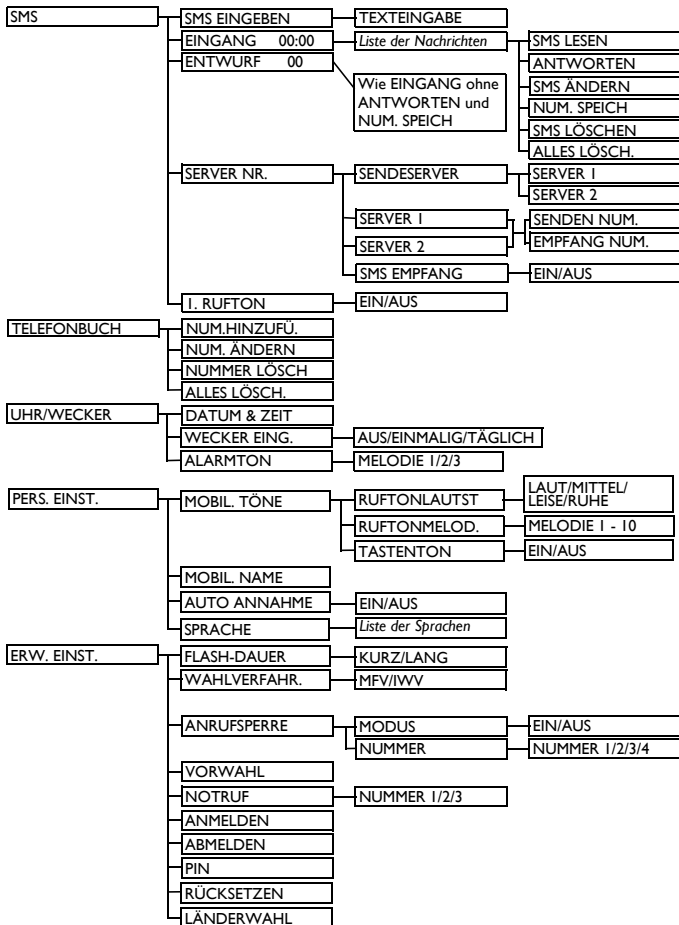 SMS
SMS EINGEBEN
TEXTEINGABE
EINGANG 00:00
Liste der Nachrichten
SMS LESEN
ANTWORTEN
SMS ÄNDERN
NUM. SPEICH
SMS LÖSCHEN
ALLES LÖSCH.
ENTWURF 00
Wie EINGANG ohne
ANTWORTEN und
NUM. SPEICH
SERVER NR.
SENDESERVER
SERVER 1
SERVER 2
SERVER 1
SERVER 2
SENDEN NUM.
EMPFANG NUM.
SMS EMPFANG
EIN/AUS
1. RUFTON
EIN/AUS
TELEFONBUCH
NUM.HINZUFÜ.
NUM. ÄNDERN
NUMMER LÖSCH
ALLES LÖSCH.
UHR/WECKER
DATUM & ZEIT
WECKER EING.
AUS/EINMALIG/TÄGLICH
ALARMTON
MELODIE 1/2/3
PERS. EINST.
MOBIL. TÖNE
RUFTONLAUTST
LAUT/MITTEL/
LEISE/RUHE
RUFTONMELOD.
MELODIE 1 - 10
TASTENTON
EIN/AUS
MOBIL. NAME
AUTO ANNAHME
EIN/AUS
SPRACHE
Liste der Sprachen
ERW. EINST.
FLASH-DAUER
KURZ/LANG
WAHLVERFAHR.
MFV/IWV
ANRUFSPERRE
MODUS
EIN/AUS
NUMMER
NUMMER 1/2/3/4
VORWAHL
NOTRUF
NUMMER 1/2/3
ANMELDEN
ABMELDEN
PIN
RÜCKSETZEN
LÄNDERWAHL